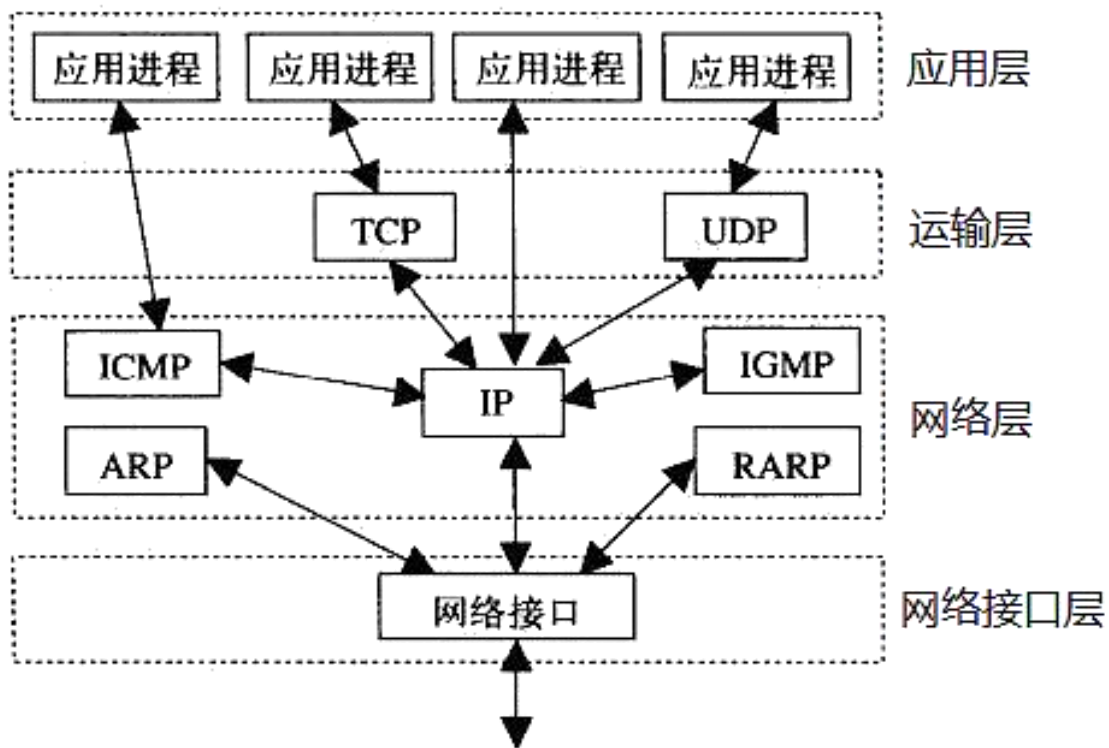 应用进程 应用进程 应用进程 应用进程 应用层
TCP UDP 运输层
ICMP IP IGMP 网络层
ARP RARP
网络接口 网络接口层